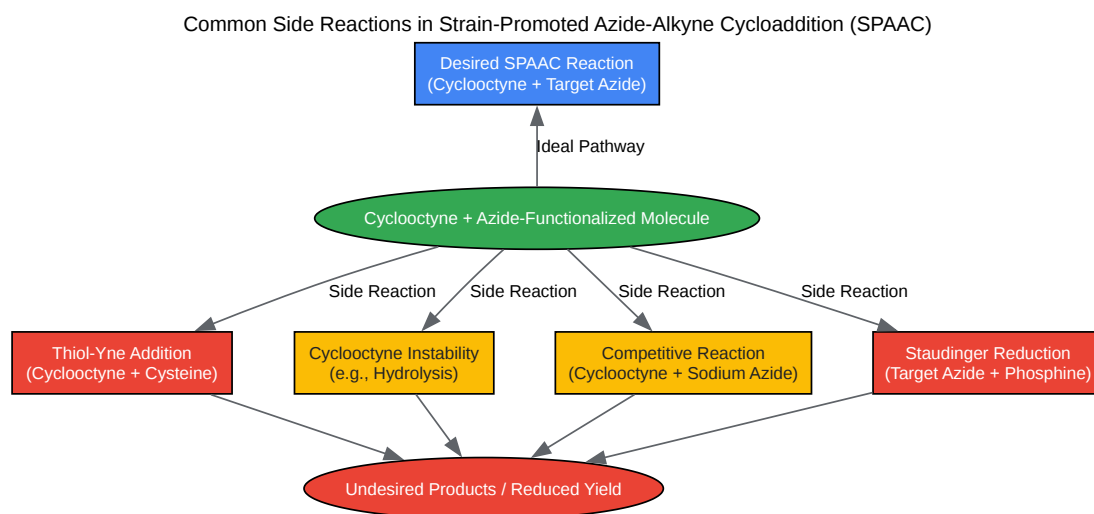 Common Side Reactions in Strain-Promoted Azide-Alkyne Cycloaddition (SPAAC)
Desired SPAAC Reaction
(Cyclooctyne + Target Azide)
Ideal Pathway
Cyclooctyne + Azide-Functionalized Molecule
Side Reaction
Side Reaction
Side Reaction
Side Reaction
Thiol-Yne Addition
(Cyclooctyne + Cysteine)
Cyclooctyne Instability
(e.g., Hydrolysis)
Competitive Reaction
(Cyclooctyne + Sodium Azide)
Staudinger Reduction
(Target Azide + Phosphine)
Undesired Products / Reduced Yield